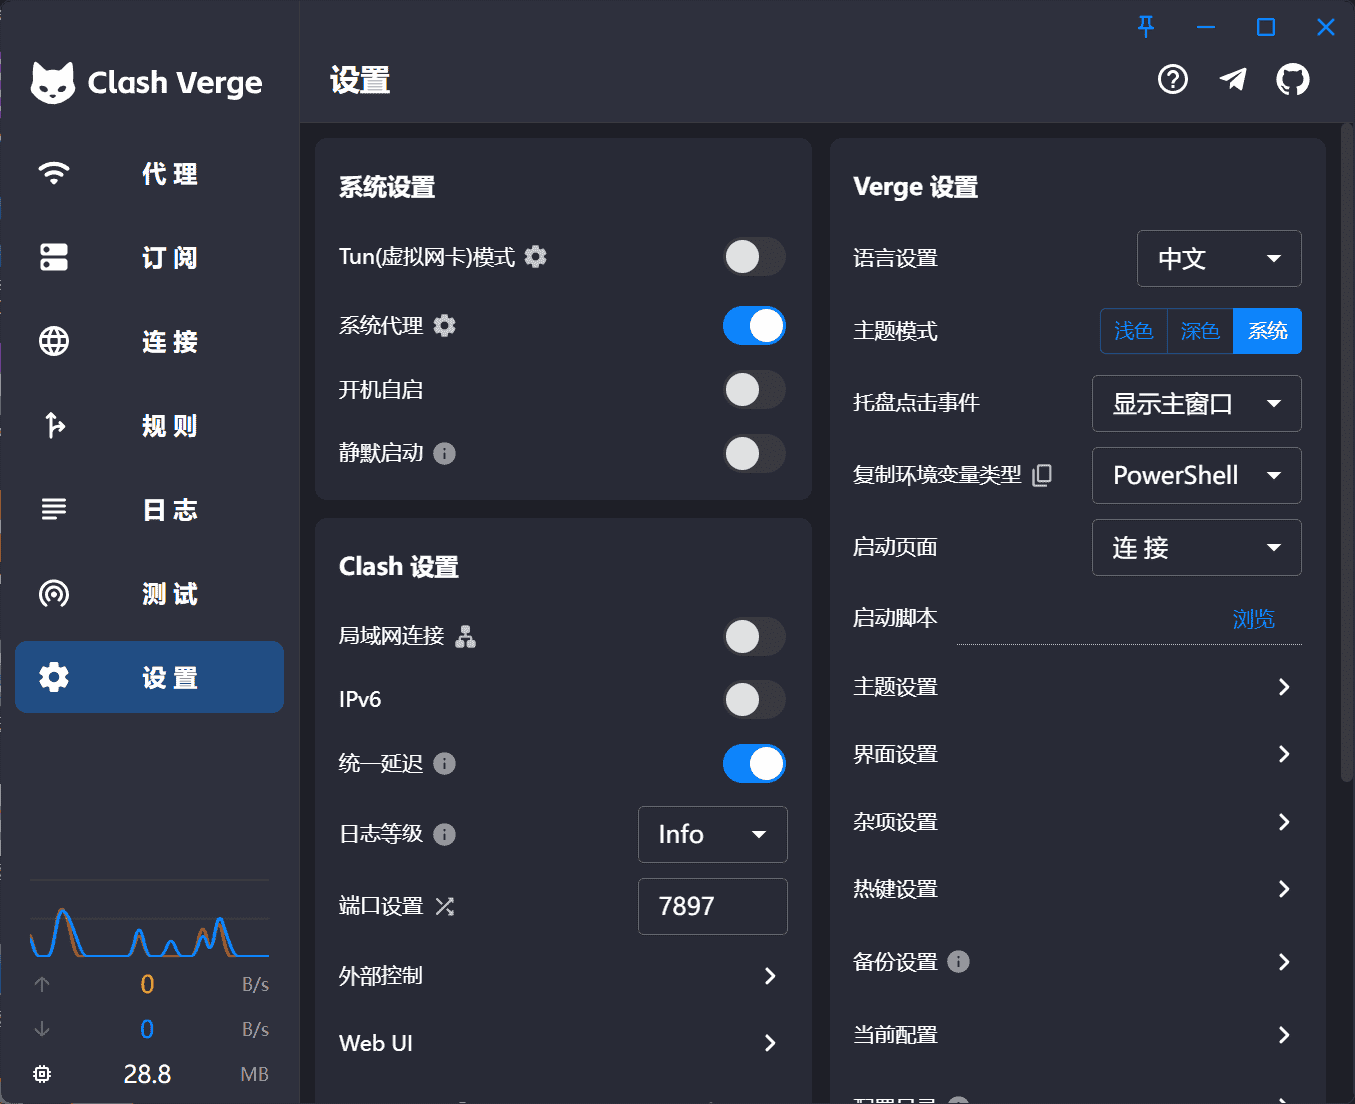 Clash Verge
代 理
订 阅
连 接
规 则
日 志
测 试
设 置
0 B/s
0 B/s
28.8 MB
设置
系统设置
Tun(虚拟网卡)模式
系统代理
开机自启
静默启动
Clash 设置
局域网连接
IPv6
统一延迟
日志等级 Info
端口设置 7897
外部控制
Web UI
Verge 设置
语言设置 中文
主题模式 浅色 深色 系统
托盘点击事件 显示主窗口
复制环境变量类型 PowerShell
启动页面 连 接
启动脚本 浏览
主题设置
界面设置
杂项设置
热键设置
备份设置
当前配置